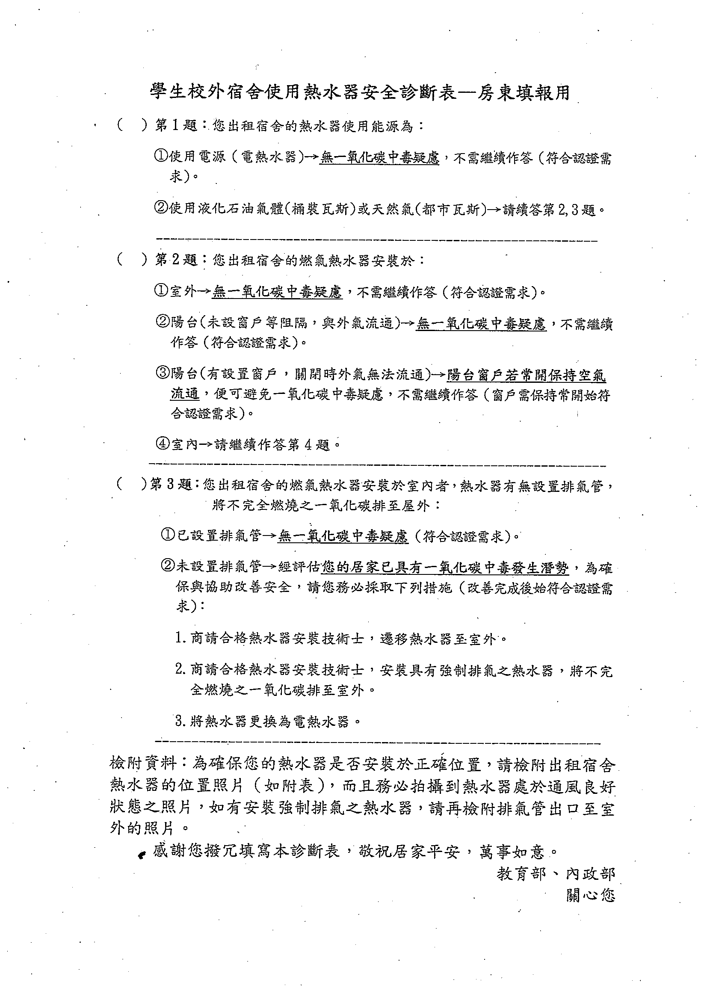 學生校外宿舍使用熱水器安全診斷表—房東填報用
(　)第1題：您出租宿舍的熱水器使用能源為：
①使用電源(電熱水器)→無一氧化碳中毒疑慮，不需繼續作答(符合認證需
求)。
②使用液化石油氣體(桶裝瓦斯)或天然氣(都市瓦斯)→請續答第2,3題。
(　)第2題：您出租宿舍的燃氣熱水器安裝於：
①室外→無一氧化碳中毒疑慮，不需繼續作答(符合認證需求)。
②陽台(未設窗戶等阻隔，與外氣流通)→無一氧化碳中毒疑慮，不需繼續
作答(符合認證需求)。
③陽台(有設置窗戶，關閉時外氣無法流通)→陽台窗戶若常開保持空氣
流通，便可避免一氧化碳中毒疑慮，不需繼續作答(窗戶需保持常開始符
合認證需求)。
④室內→請繼續作答第4題。
(　)第3題：您出租宿舍的燃氣熱水器安裝於室內者，熱水器有無設置排氣管，
將不完全燃燒之一氧化碳排至屋外：
①已設置排氣管→無一氧化碳中毒疑慮(符合認證需求)。
②未設置排氣管→經評估您的居家已具有一氧化碳中毒發生潛勢，為確
保與協助改善安全，請您務必採取下列措施(改善完成後始符合認證需
求)：
1.商請合格熱水器安裝技術士，遷移熱水器至室外。
2.商請合格熱水器安裝技術士，安裝具有強制排氣之熱水器，將不完
全燃燒之一氧化碳排至室外。
3.將熱水器更換為電熱水器。
檢附資料：為確保您的熱水器是否安裝於正確位置，請檢附出租宿舍
熱水器的位置照片(如附表)，而且務必拍攝到熱水器處於通風良好
狀態之照片，如有安裝強制排氣之熱水器，請再檢附排氣管出口至室
外的照片。
感謝您撥冗填寫本診斷表，敬祝居家平安，萬事如意。
教育部、內政部
關心您